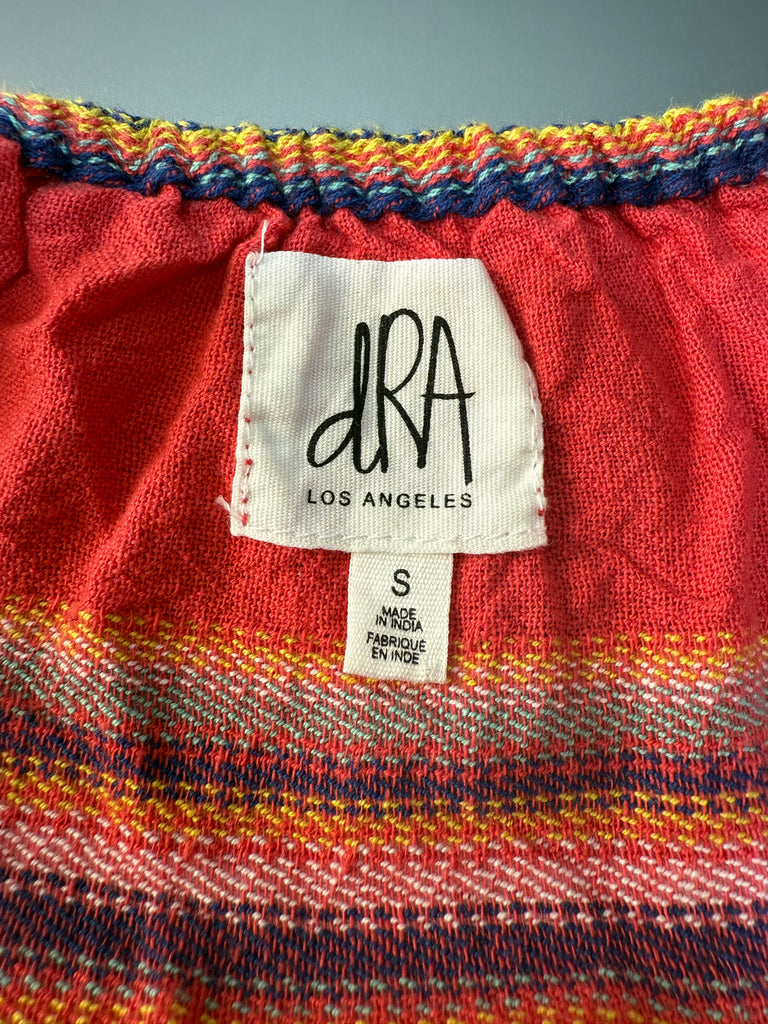 dRA
LOS ANGELES
S
MADE
IN INDIA
FABRIQUÉ
EN INDE